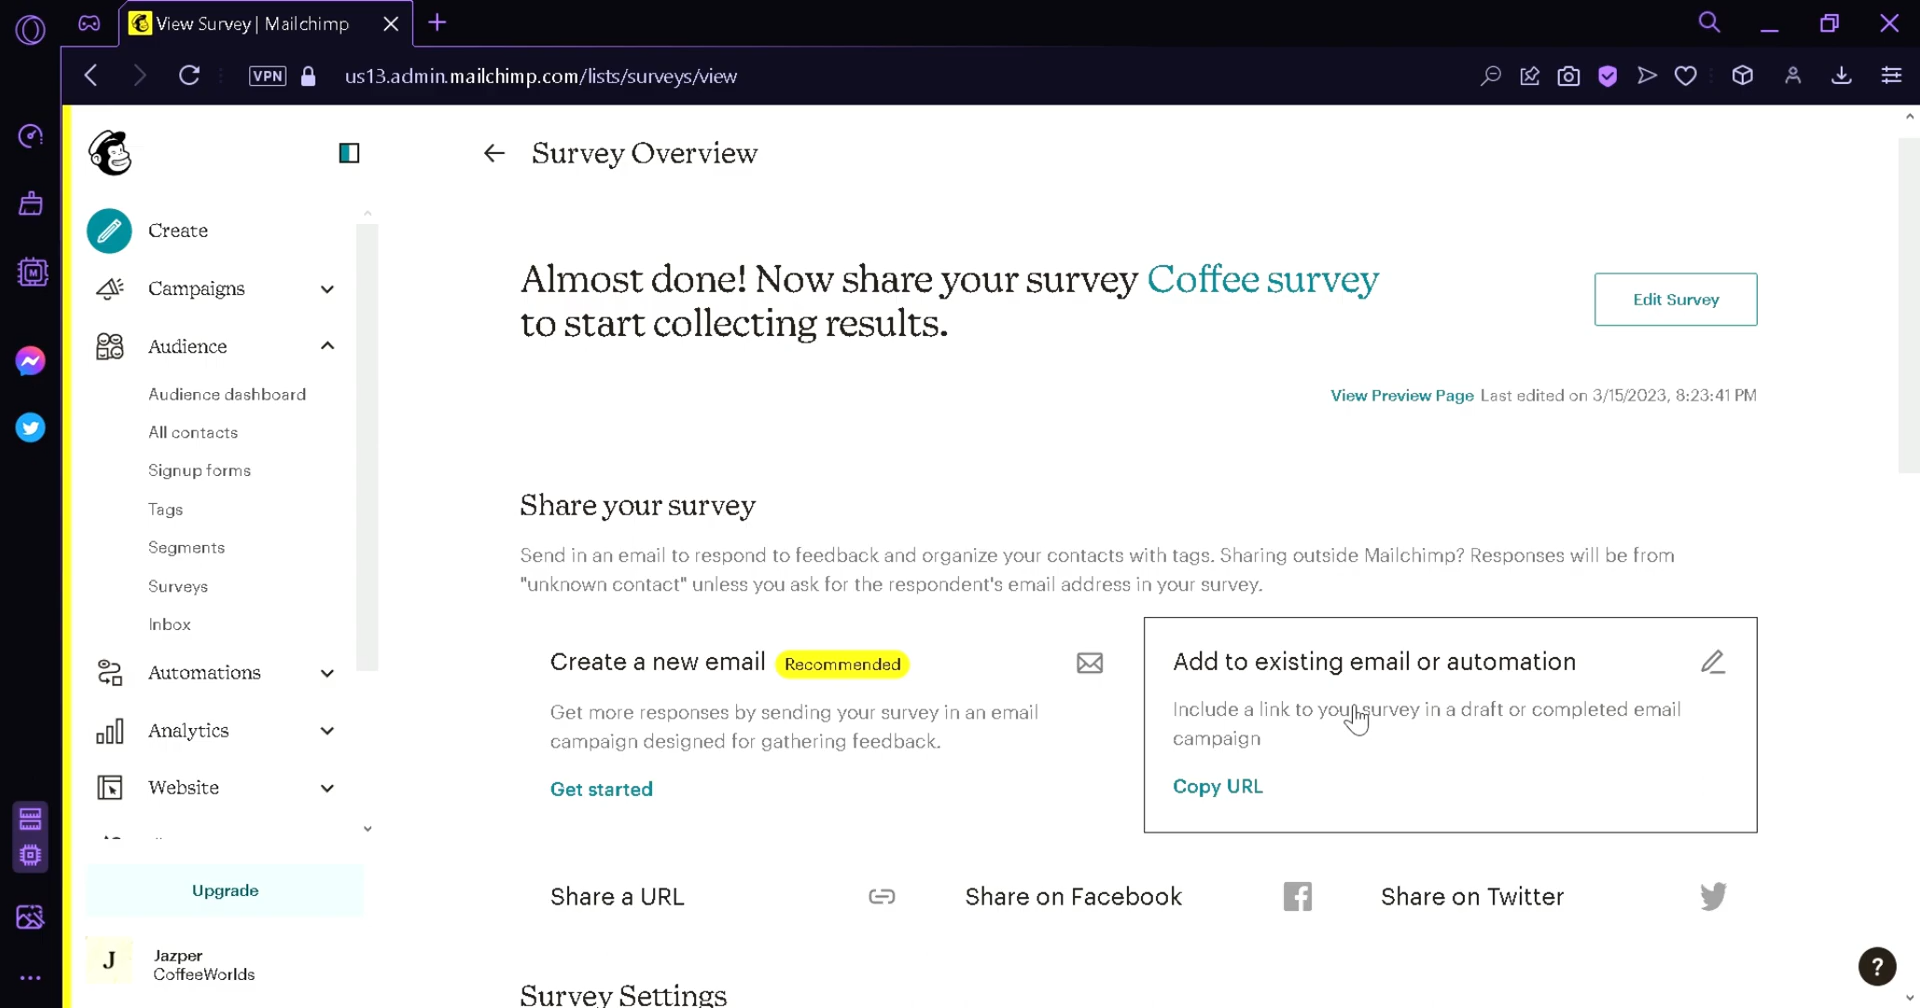 View Survey | Mailchimp
VPN
us13.admin.mailchimp.com/lists/surveys/view
Survey Overview
Create
Campaigns
Audience
Audience dashboard
All contacts
Signup forms
Tags
Segments
Surveys
Inbox
Automations
Analytics
Website
Upgrade
J
Jazper
CoffeeWorlds
Almost done! Now share your survey Coffee survey
to start collecting results.
Edit Survey
View Preview Page Last edited on 3/15/2023, 8:23:41 PM
Share your survey
Send in an email to respond to feedback and organize your contacts with tags. Sharing outside Mailchimp? Responses will be from
"unknown contact" unless you ask for the respondent's email address in your survey.
Create a new email Recommended
Get more responses by sending your survey in an email
campaign designed for gathering feedback.
Get started
Add to existing email or automation
Include a link to your survey in a draft or completed email
campaign
Copy URL
Share a URL
Share on Facebook
Share on Twitter
Survey Settings
?